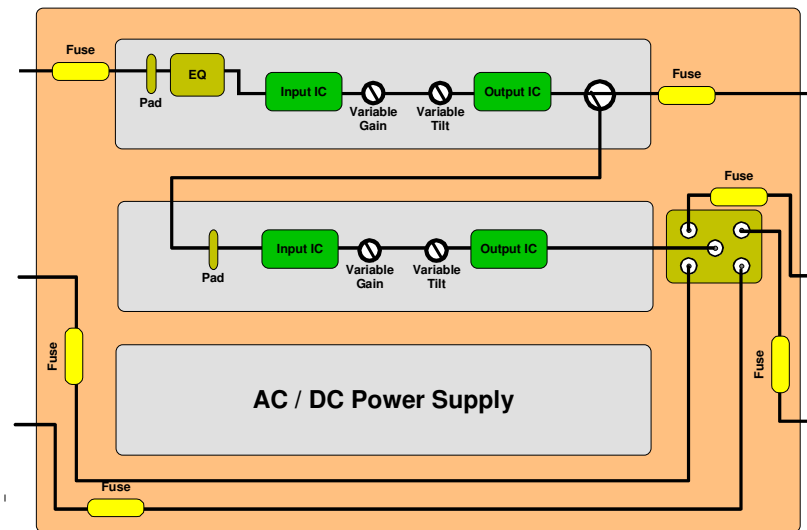 Fuse
Pad
EQ
Input IC
Variable
Gain
Variable
Tilt
Output IC
Fuse
Fuse
Pad
Input IC
Variable
Gain
Variable
Tilt
Output IC
Fuse
Fuse
AC / DC Power Supply
Fuse